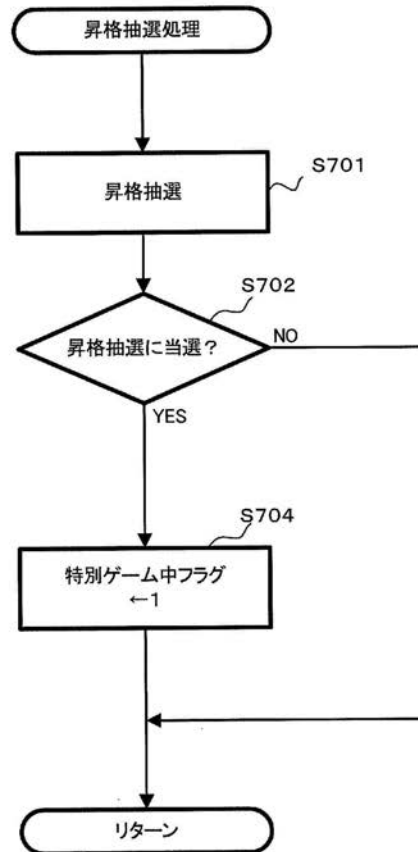 昇格抽選処理
S701
昇格抽選
S702
昇格抽選に当選？
NO
YES
S704
特別ゲーム中フラグ
←1
リターン